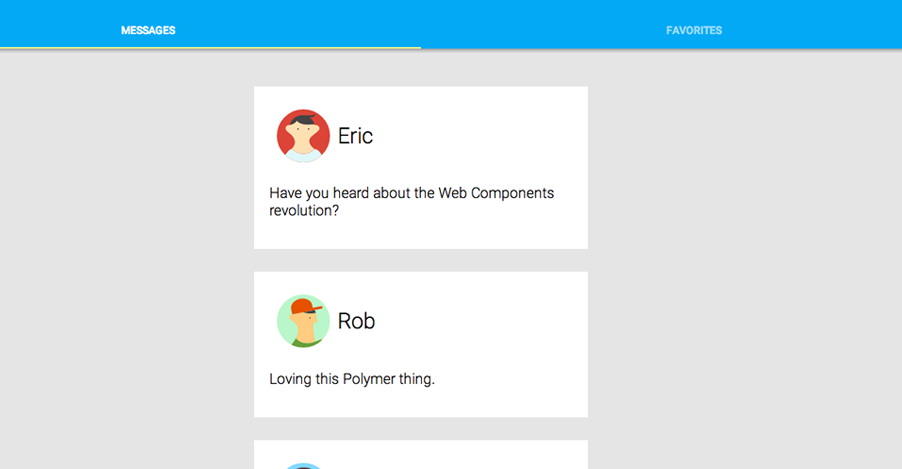 MESSAGES
FAVORITES
Eric
Have you heard about the Web Components
revolution?
Rob
Loving this Polymer thing.